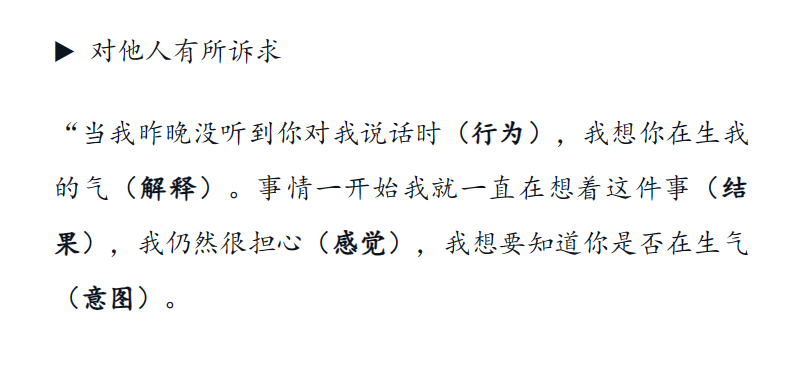 ▶ 对他人有所诉求
“当我昨晚没听到你对我说话时（行为），我想你在生我
的气（解释）。事情一开始我就一直在想着这件事（结
果），我仍然很担心（感觉），我想要知道你是否在生气
（意图）。